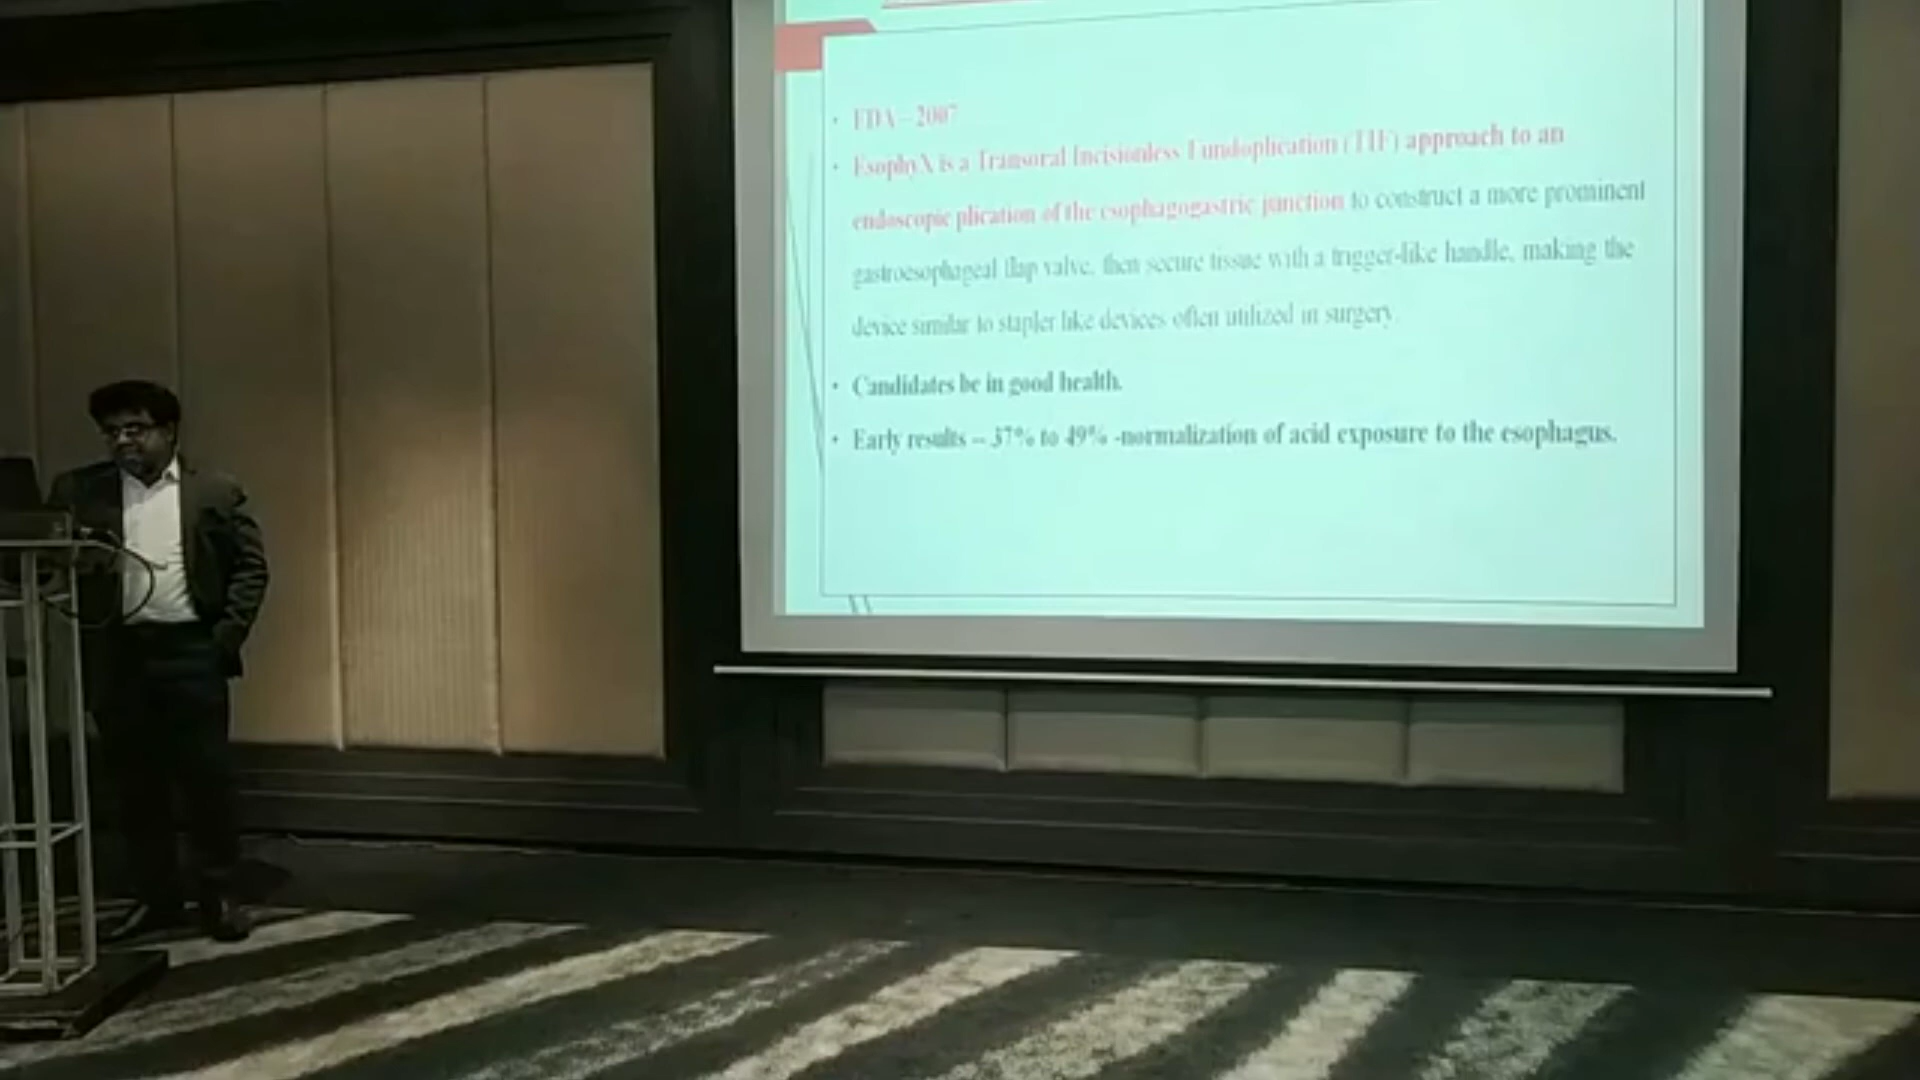 • FDA – 2007
• EsophyX is a Transoral Incisionless Fundoplication (TIF) approach to an
endoscopic plication of the esophagogastric junction to construct a more prominent
gastroesophageal flap valve, then secure tissue with a trigger-like handle, making the
device similar to stapler like devices often utilized in surgery.
• Candidates be in good health.
• Early results – 37% to 49% -normalization of acid exposure to the esophagus.